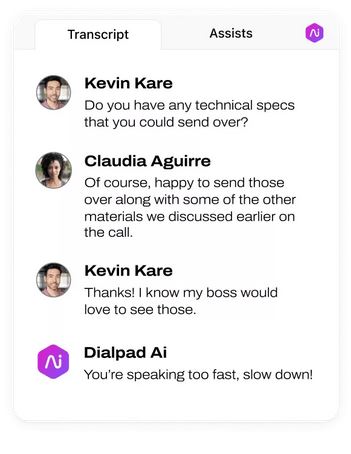 Transcript
Assists
Ai
Kevin Kare
Do you have any technical specs
that you could send over?
Claudia Aguirre
Of course, happy to send those
over along with some of the other
materials we discussed earlier on
the call.
Kevin Kare
Thanks! I know my boss would
love to see those.
Ai
Dialpad Ai
You’re speaking too fast, slow down!